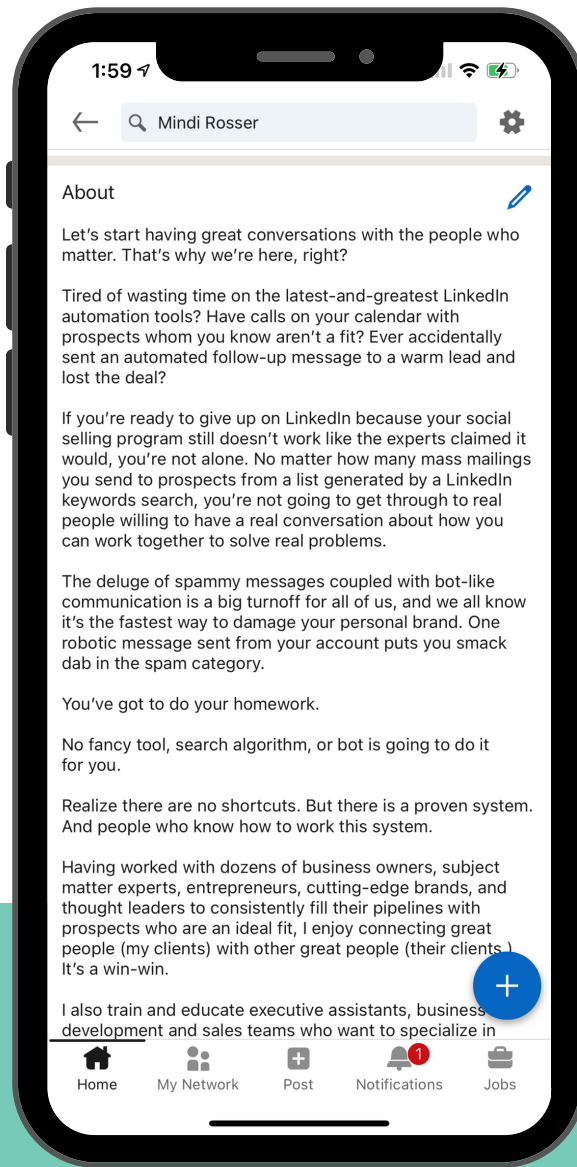 1:59
Mindi Rosser
About
Let's start having great conversations with the people who
matter. That's why we're here, right?
Tired of wasting time on the latest-and-greatest LinkedIn
automation tools? Have calls on your calendar with
prospects whom you know aren't a fit? Ever accidentally
sent an automated follow-up message to a warm lead and
lost the deal?
If you're ready to give up on LinkedIn because your social
selling program still doesn't work like the experts claimed it
would, you're not alone. No matter how many mass mailings
you send to prospects from a list generated by a LinkedIn
keywords search, you're not going to get through to real
people willing to have a real conversation about how you
can work together to solve real problems.
The deluge of spammy messages coupled with bot-like
communication is a big turnoff for all of us, and we all know
it's the fastest way to damage your personal brand. One
robotic message sent from your account puts you smack
dab in the spam category.
You've got to do your homework.
No fancy tool, search algorithm, or bot is going to do it
for you.
Realize there are no shortcuts. But there is a proven system.
And people who know how to work this system.
Having worked with dozens of business owners, subject
matter experts, entrepreneurs, cutting-edge brands, and
thought leaders to consistently fill their pipelines with
prospects who are an ideal fit, I enjoy connecting great
people (my clients) with other great people (their clients.)
It's a win-win.
I also train and educate executive assistants, business
development and sales teams who want to specialize in
1
Home My Network Post Notifications Jobs